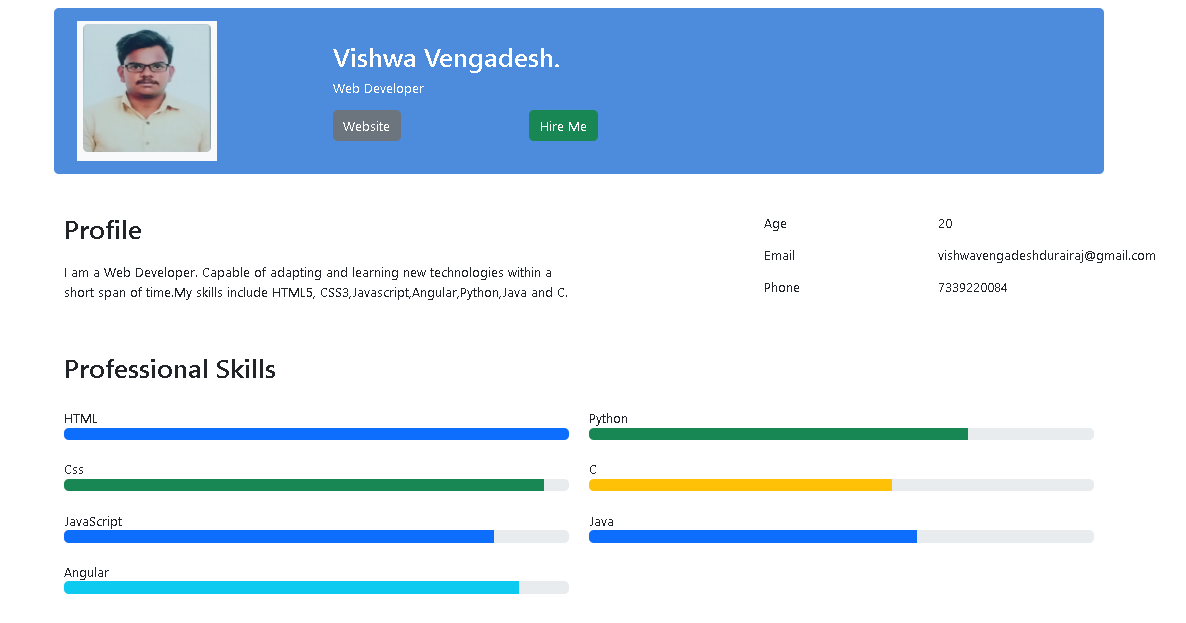 Vishwa Vengadesh.
Web Developer
Website
Hire Me
Profile
I am a Web Developer. Capable of adapting and learning new technologies within a
short span of time.My skills include HTML5, CSS3,Javascript,Angular,Python,Java and C.
Age 20
Email vishwavengadeshdurairaj@gmail.com
Phone 7339220084
Professional Skills
HTML
Python
Css
C
JavaScript
Java
Angular